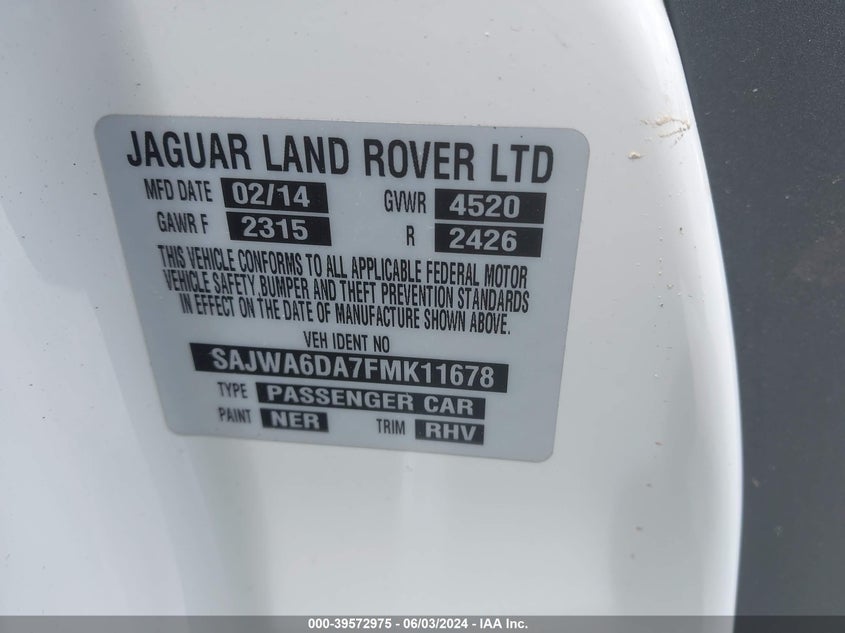 JAGUAR LAND ROVER LTD
MFD DATE 02/14 GVWR 4520
GAWR F 2315 R 2426
THIS VEHICLE CONFORMS TO ALL APPLICABLE FEDERAL MOTOR
VEHICLE SAFETY BUMPER AND THEFT PREVENTION STANDARDS
IN EFFECT ON THE DATE OF MANUFACTURE SHOWN ABOVE.
VEH IDENT NO
SAJWA6DA7FMK11678
TYPE PASSENGER CAR
PAINT NER TRIM RHV
000-39572975 - 06/03/2024 - IAA Inc.